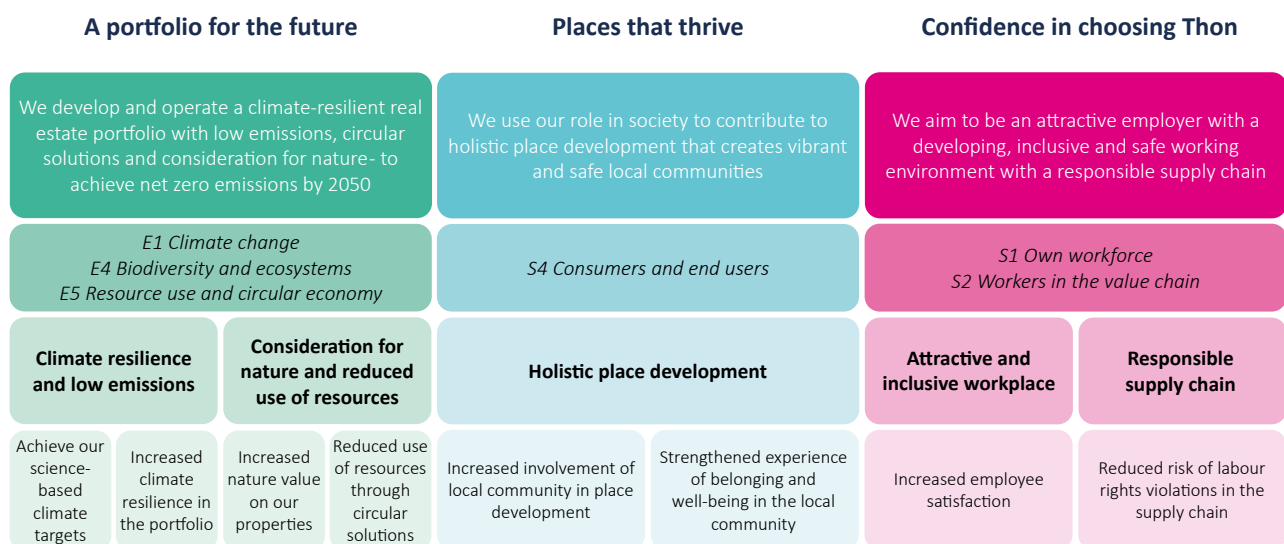 A portfolio for the future
Places that thrive
Confidence in choosing Thon
We develop and operate a climate-resilient real
estate portfolio with low emissions, circular
solutions and consideration for nature- to
achieve net zero emissions by 2050
We use our role in society to contribute to
holistic place development that creates vibrant
and safe local communities
We aim to be an attractive employer with a
developing, inclusive and safe working
environment with a responsible supply chain
E1 Climate change
E4 Biodiversity and ecosystems
E5 Resource use and circular economy
S4 Consumers and end users
S1 Own workforce
S2 Workers in the value chain
Climate resilience
and low emissions
Consideration for
nature and reduced
use of resources
Holistic place development
Attractive and
inclusive workplace
Responsible
supply chain
Achieve our
science-
based
climate
targets
Increased
climate
resilience in
the portfolio
Increased
nature value
on our
properties
Reduced use
of resources
through
circular
solutions
Increased involvement of
local community in place
development
Strengthened experience
of belonging and
well-being in the local
community
Increased employee
satisfaction
Reduced risk of labour
rights violations in the
supply chain